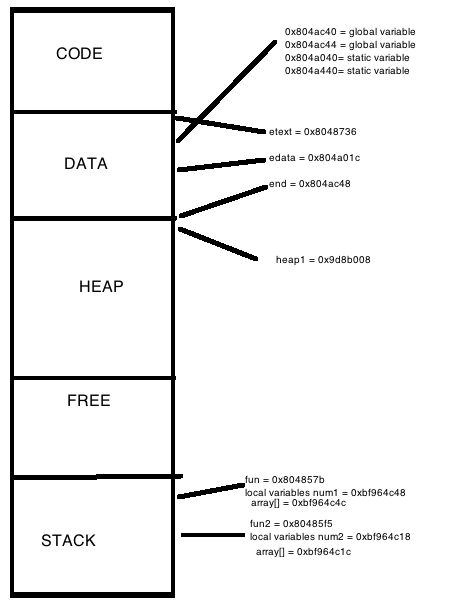 CODE
0x804ac40 = global variable
0x804ac44 = global variable
0x804a040= static variable
0x804a440= static variable
etext = 0x8048736
DATA
edata = 0x804a01c
end = 0x804ac48
heap1 = 0x9d8b008
HEAP
FREE
fun = 0x804857b
local variables num1 = 0xbf964c48
array[] = 0xbf964c4c
fun2 = 0x80485f5
local variables num2 = 0xbf964c18
STACK
array[] = 0xbf964c1c